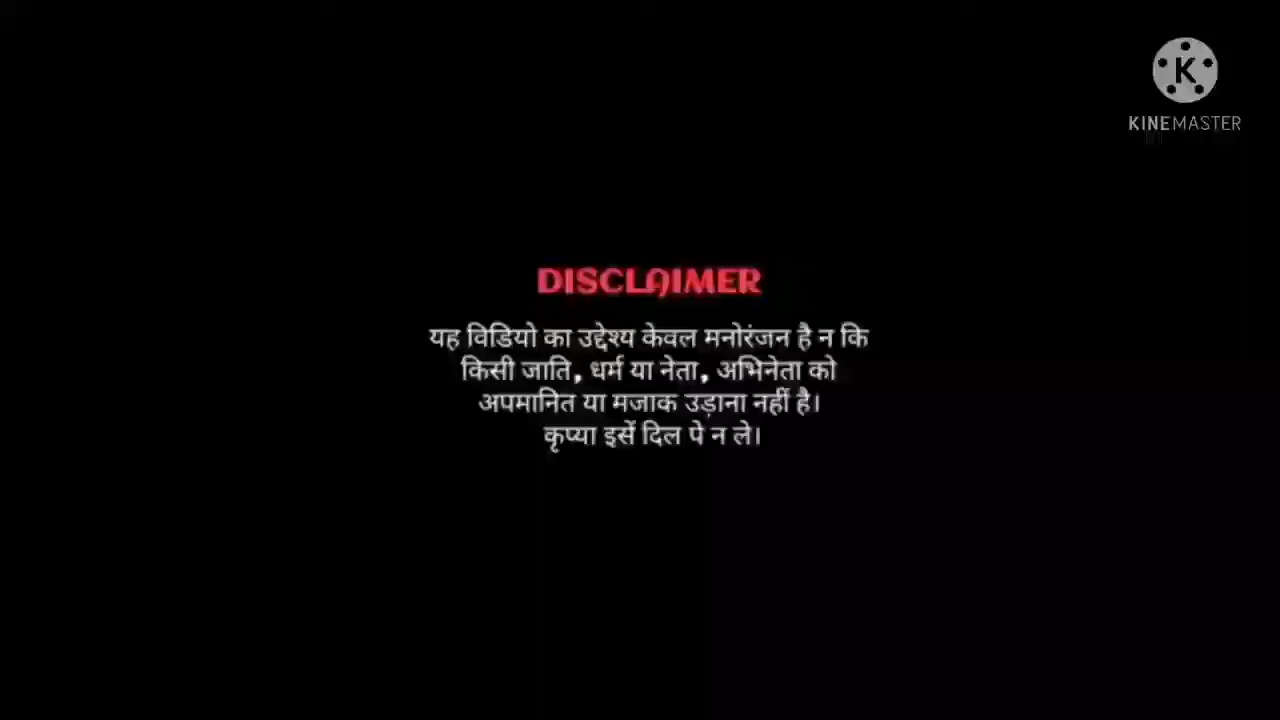 KINEMASTER
DISCLAIMER
यह विडियो का उद्देश्य केवल मनोरंजन है न कि
किसी जाति, धर्म या नेता, अभिनेता को
अपमानित या मजाक उड़ाना नहीं है।
कृप्या इसें दिल पे न ले।